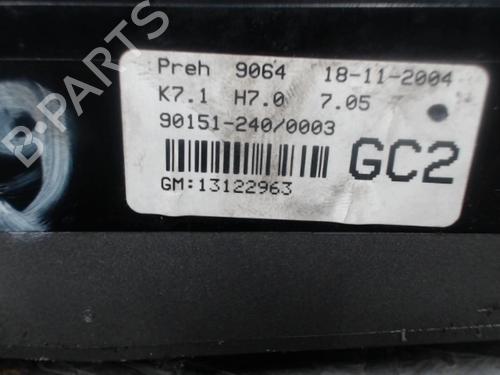 Preh 9064 18-11-2004
K7.1 H7.0 7.05
90151-240/0003
GC2
GM:13122963
B-PARTS